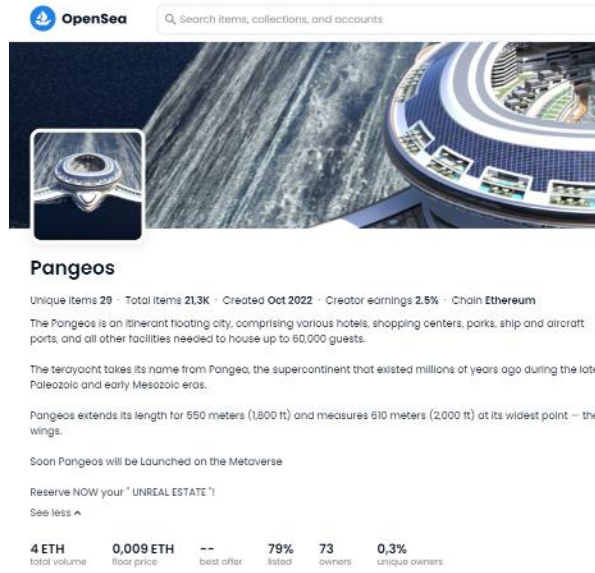 OpenSea
Search items, collections, and accounts
Pangeos
Unique items 29 · Total items 21,3K · Created Oct 2022 · Creator earnings 2.5% · Chain Ethereum
The Pangeos is an itinerant floating city, comprising various hotels, shopping centers, parks, ship and aircraft
ports, and all other facilities needed to house up to 60,000 guests.
The terayacht takes its name from Pangea, the supercontinent that existed millions of years ago during the late
Paleozoic and early Mesozoic eras.
Pangeos extends its length for 550 meters (1,800 ft) and measures 610 meters (2,000 ft) at its widest point — the
wings.
Soon Pangeos will be Launched on the Metaverse
Reserve NOW your " UNREAL ESTATE "!
See less
4 ETH 0,009 ETH -- 79% 73 0,3%
total volume floor price best offer listed owners unique owners